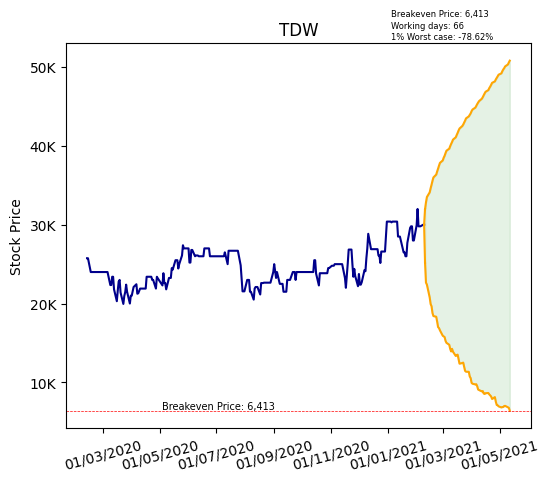 Breakeven Price: 6,413
Working days: 66
1% Worst case: -78.62%
TDW
Stock Price
50K
40K
30K
20K
10K
Breakeven Price: 6,413
01/03/2020
01/05/2020
01/07/2020
01/09/2020
01/11/2020
01/01/2021
01/03/2021
01/05/2021